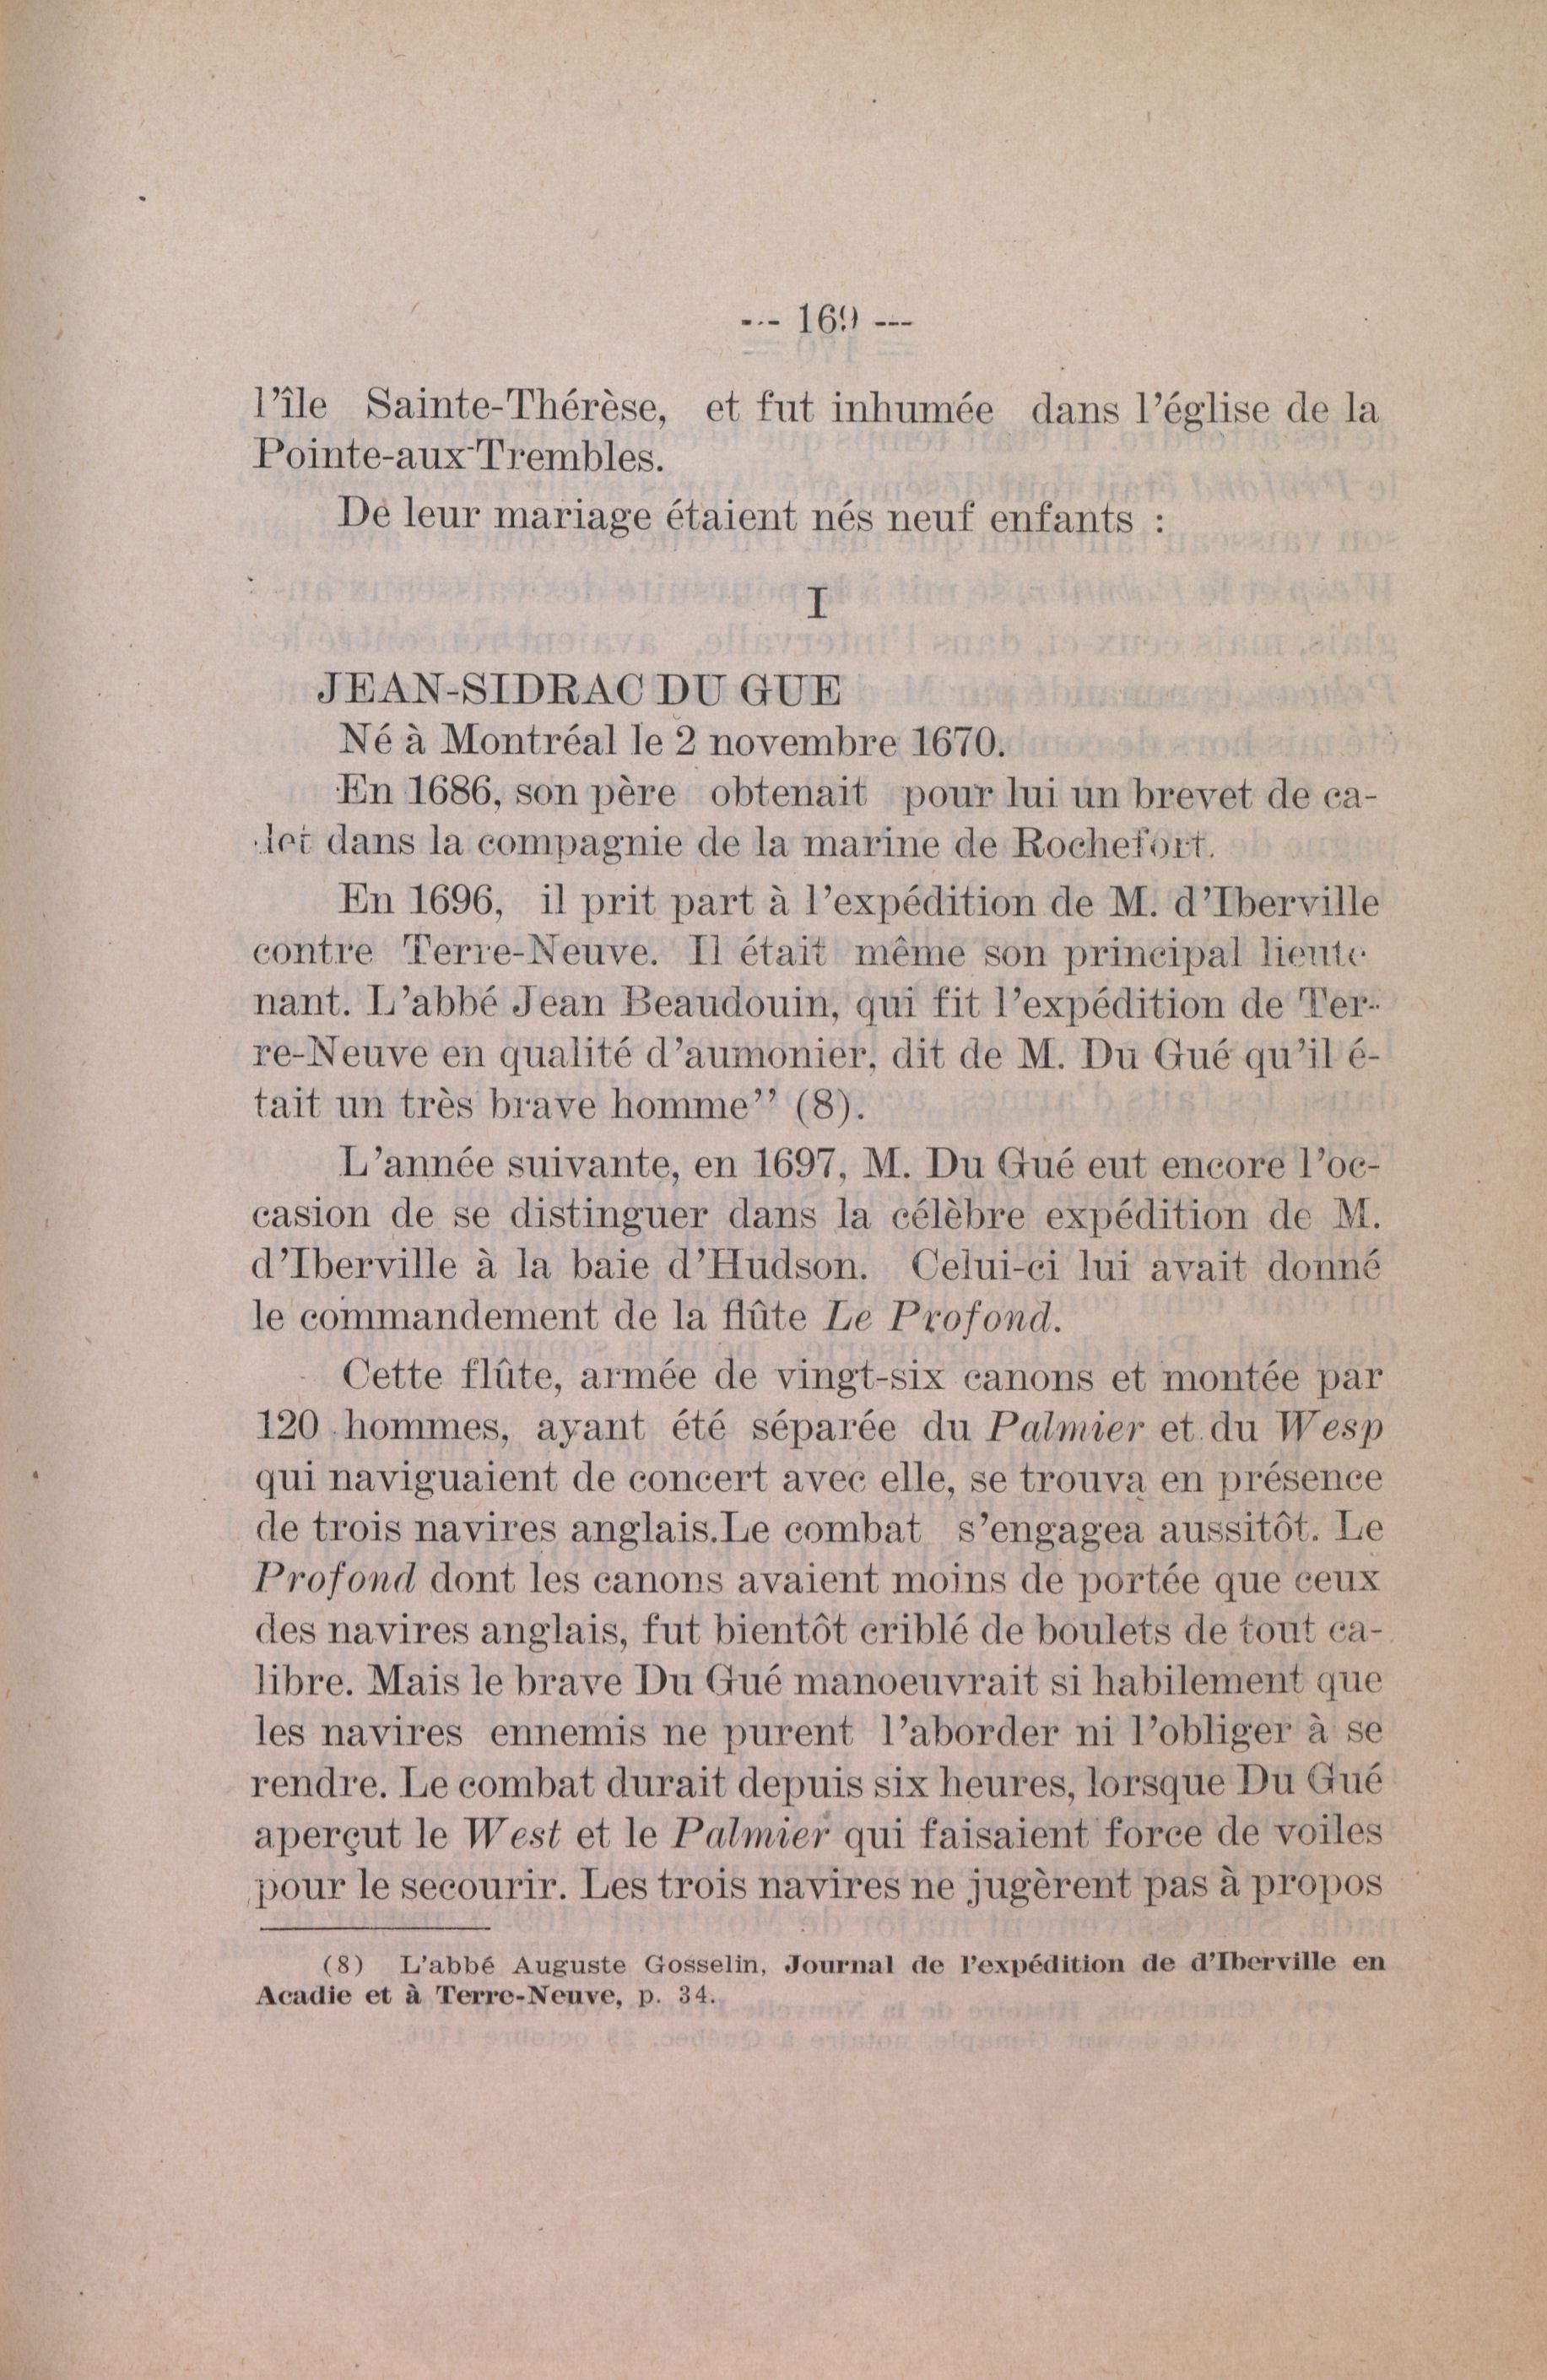 --- 169 ---
l'île Sainte-Thérèse, et fut inhumée dans l'église de la
Pointe-aux-Trembles.
De leur mariage étaient nés neuf enfants :
I
JEAN-SIDRAC DU GUE
Né à Montréal le 2 novembre 1670.
En 1686, son père obtenait pour lui un brevet de ca-
det dans la compagnie de la marine de Rochefort.
En 1696, il prit part à l'expédition de M. d'Iberville
contre Terre-Neuve. Il était même son principal lieute
nant. L'abbé Jean Beaudouin, qui fit l'expédition de Ter-
re-Neuve en qualité d'aumonier, dit de M. Du Gué qu'il é-
tait un très brave homme'' (8).
L'année suivante, en 1697, M. Du Gué eut encore l'oc-
casion de se distinguer dans la célèbre expédition de M.
d'Iberville à la baie d'Hudson. Celui-ci lui avait donné
le commandement de la flûte Le Profond.
Cette flûte, armée de vingt-six canons et montée par
120 hommes, ayant été séparée du Palmier et du Wesp
qui naviguaient de concert avec elle, se trouva en présence
de trois navires anglais.Le combat s'engagea aussitôt. Le
Profond dont les canons avaient moins de portée que ceux
des navires anglais, fut bientôt criblé de boulets de tout ca-
libre. Mais le brave Du Gué manoeuvrait si habilement que
les navires ennemis ne purent l'aborder ni l'obliger à se
rendre. Le combat durait depuis six heures, lorsque Du Gué
aperçut le West et le Palmier qui faisaient force de voiles
pour le secourir. Les trois navires ne jugèrent pas à propos
(8) L'abbé Auguste Gosselin, Journal de l'expédition de d'Iberville en
Acadie et à Terre-Neuve, p. 34.